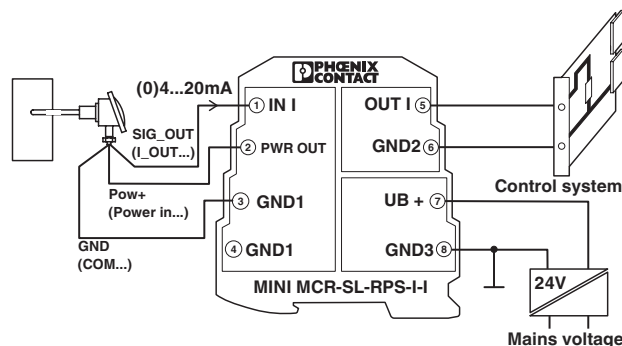 PHŒNIX
CONTACT
(0)4...20mA
1 IN I
OUT I 5
SIG_OUT
(I_OUT...)
2 PWR OUT
GND2 6
Control system
Pow+
(Power in...)
3 GND1
UB + 7
GND
(COM...)
4 GND1
GND3 8
24V
MINI MCR-SL-RPS-I-I
Mains voltage